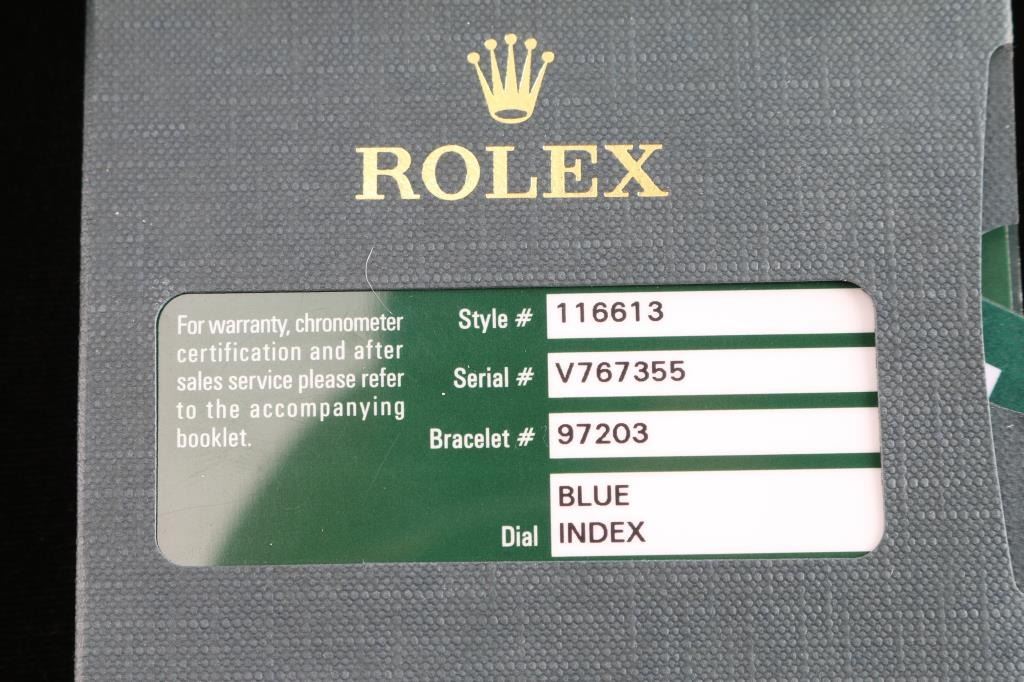 ROLEX
For warranty, chronometer
certification and after
sales service please refer
to the accompanying
booklet.
Style # 116613
Serial # V767355
Bracelet # 97203
Dial BLUE
INDEX